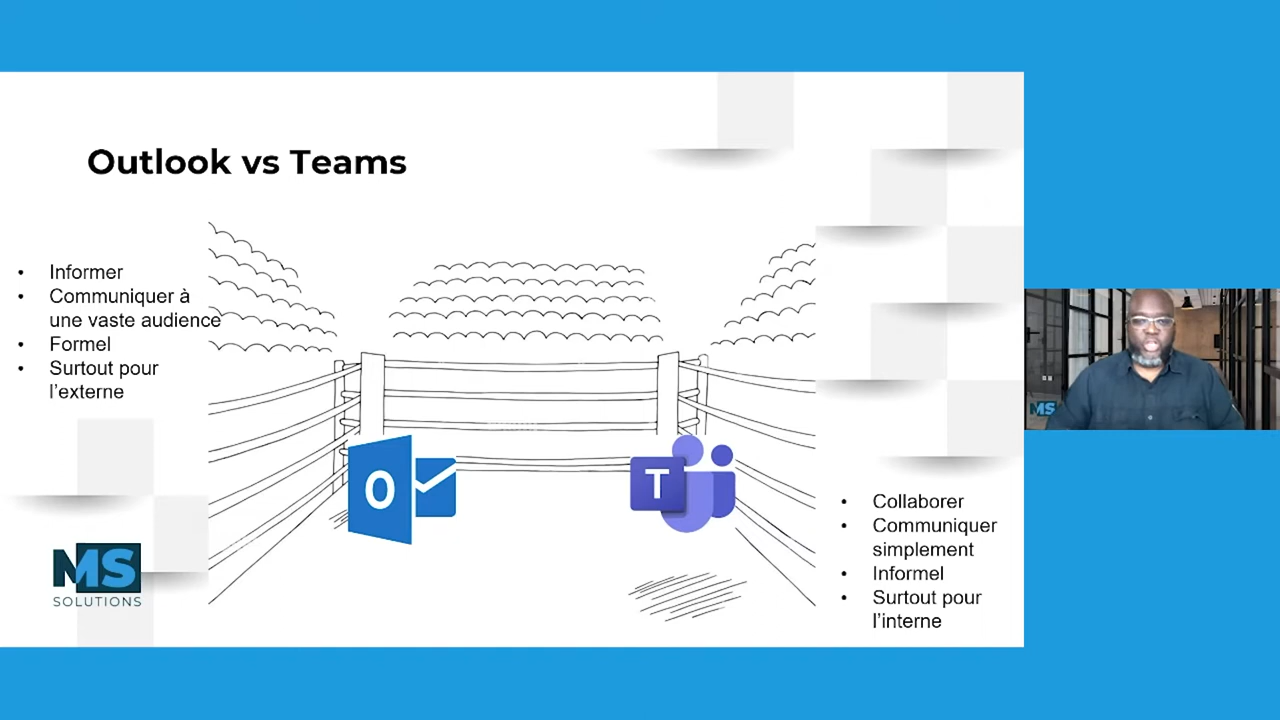 Outlook vs Teams
• Informer
• Communiquer à
une vaste audience
• Formel
• Surtout pour
l'externe
O
T
• Collaborer
• Communiquer
simplement
• Informel
• Surtout pour
l'interne
MS
SOLUTIONS
MS